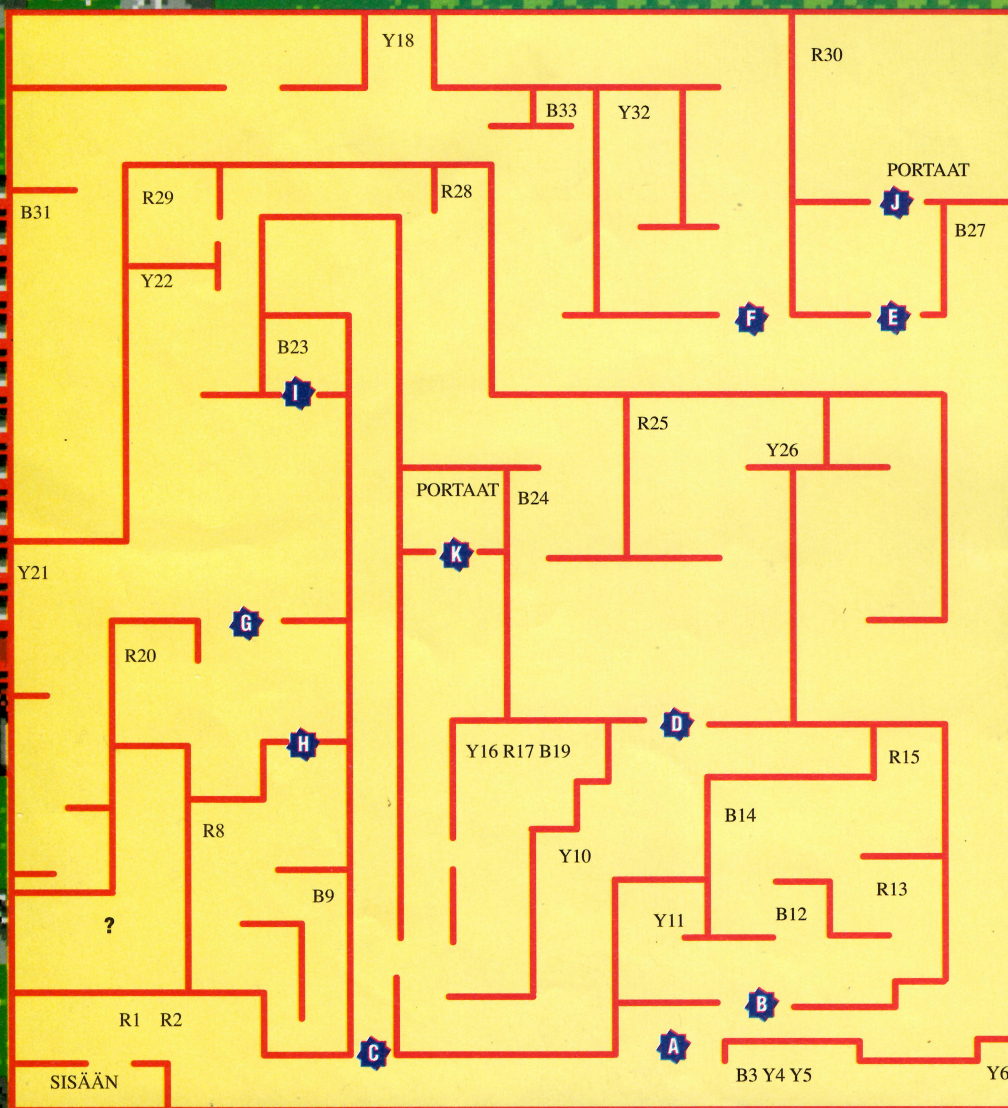 Y18
R30
B33
Y32
PORTAAT
R29
R28
J
B31
B27
Y22
F
E
B23
I
R25
Y26
PORTAAT
B24
K
Y21
G
R20
D
H
Y16 R17 B19
R15
B14
R8
Y10
R13
B9
Y11
B12
?
B
R1 R2
A
C
B3 Y4 Y5
Y6
SISÄÄN